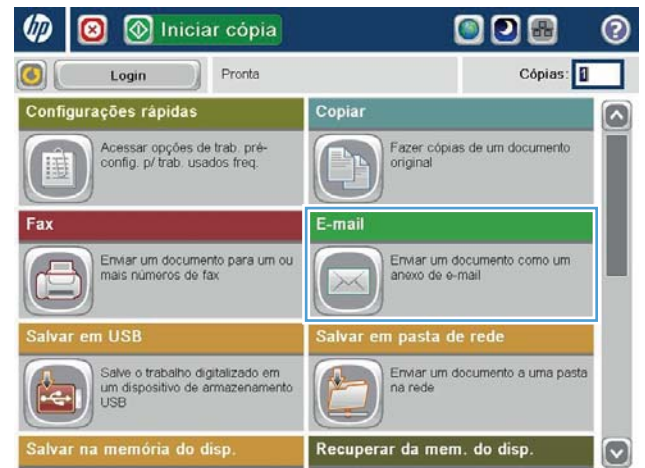 hp
Iniciar cópia
?
Login
Pronta
Cópias: 1
Configurações rápidas
Acessar opções de trab. pré-
config. p/ trab. usados freq.
Copiar
Fazer cópias de um documento
original
Fax
Enviar um documento para um ou
mais números de fax
E-mail
Enviar um documento como um
anexo de e-mail
Salvar em USB
Salve o trabalho digitalizado em
um dispositivo de armazenamento
USB
Salvar em pasta de rede
Enviar um documento a uma pasta
na rede
Salvar na memória do disp.
Recuperar da mem. do disp.